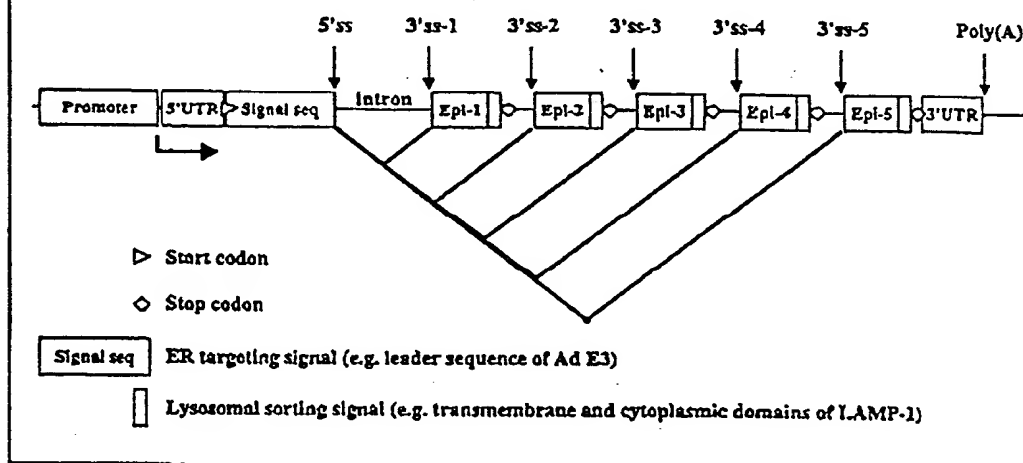 5'ss 3'ss-1 3'ss-2 3'ss-3 3'ss-4 3'ss-5 Poly(A)
Promoter 5'UTR Signal seq Intron Epi-1 Epi-2 Epi-3 Epi-4 Epi-5 3'UTR
Start codon
Stop codon
Signal seq ER targeting signal (e.g. leader sequence of Ad E3)
Lysosomal sorting signal (e.g. transmembrane and cytoplasmic domains of LAMP-1)